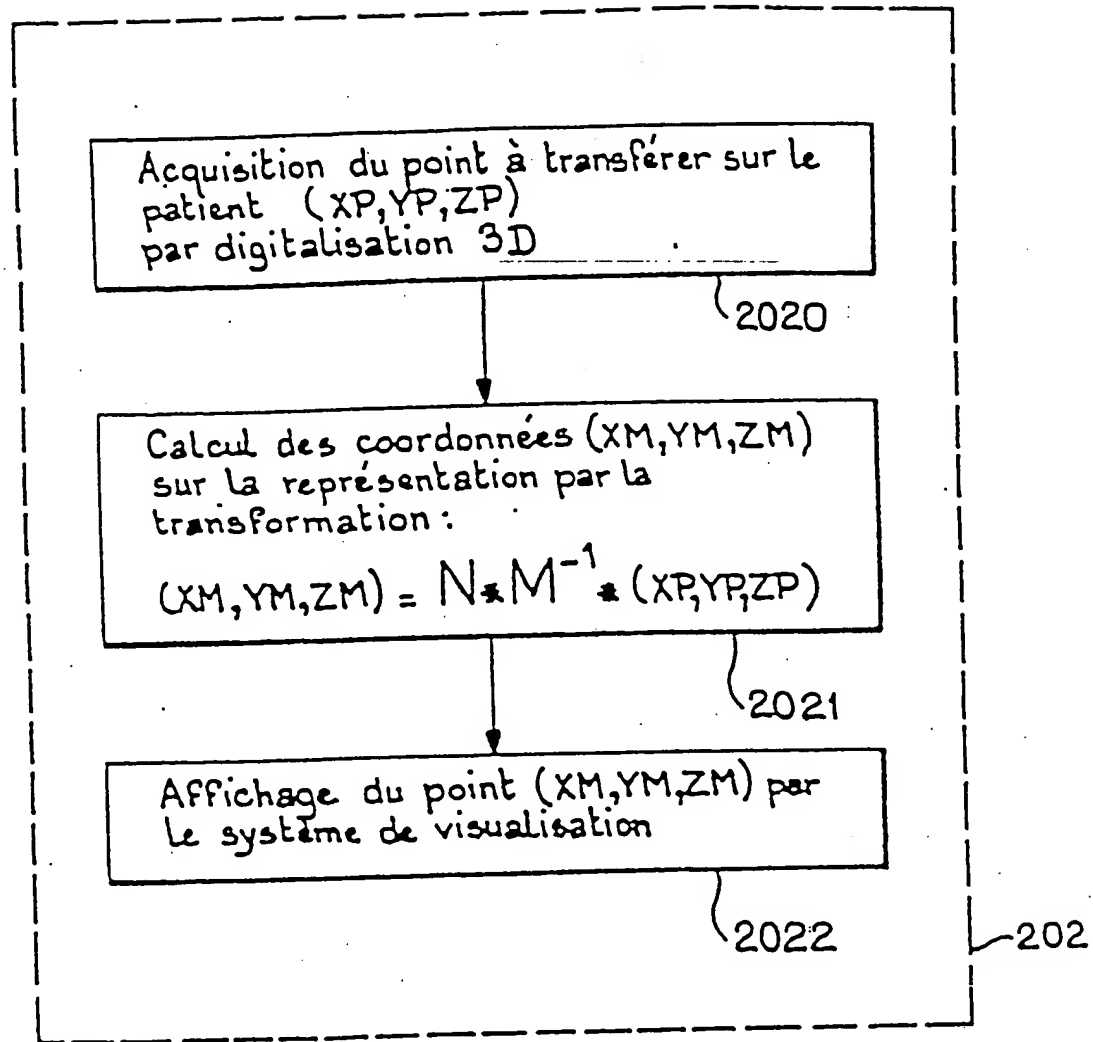 Acquisition du point à transférer sur le
patient (XP,YP,ZP)
par digitalisation 3D
2020
Calcul des coordonnées (XM,YM,ZM)
sur la représentation par la
transformation :
(XM,YM,ZM) = N*M⁻¹* (XP,YP,ZP)
2021
Affichage du point (XM,YM,ZM) par
le système de visualisation
2022
202